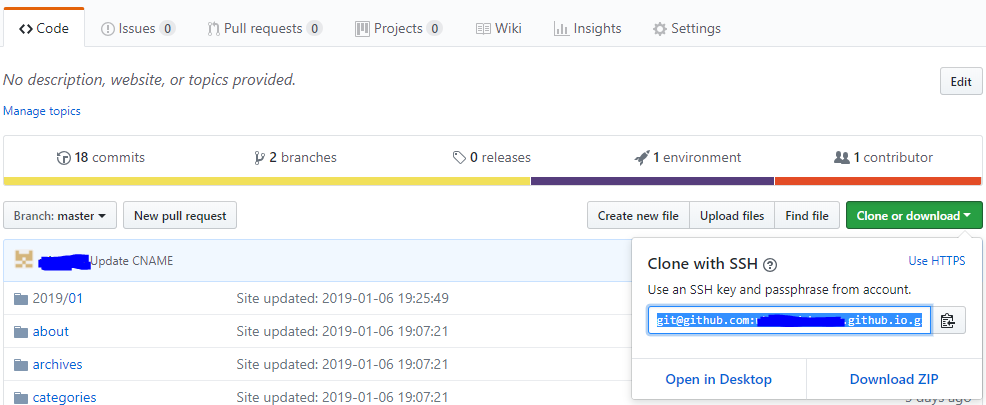 Code Issues 0 Pull requests 0 Projects 0 Wiki Insights Settings
No description, website, or topics provided.
Edit
Manage topics
18 commits 2 branches 0 releases 1 environment 1 contributor
Branch: master New pull request Create new file Upload files Find file Clone or download
Update CNAME
2019/01 Site updated: 2019-01-06 19:25:49
about Site updated: 2019-01-06 19:07:21
archives Site updated: 2019-01-06 19:07:21
categories Site updated: 2019-01-06 19:07:21
Clone with SSH ? Use HTTPS
Use an SSH key and passphrase from account.
git@github.com: github.io.g
Open in Desktop Download ZIP
days ago